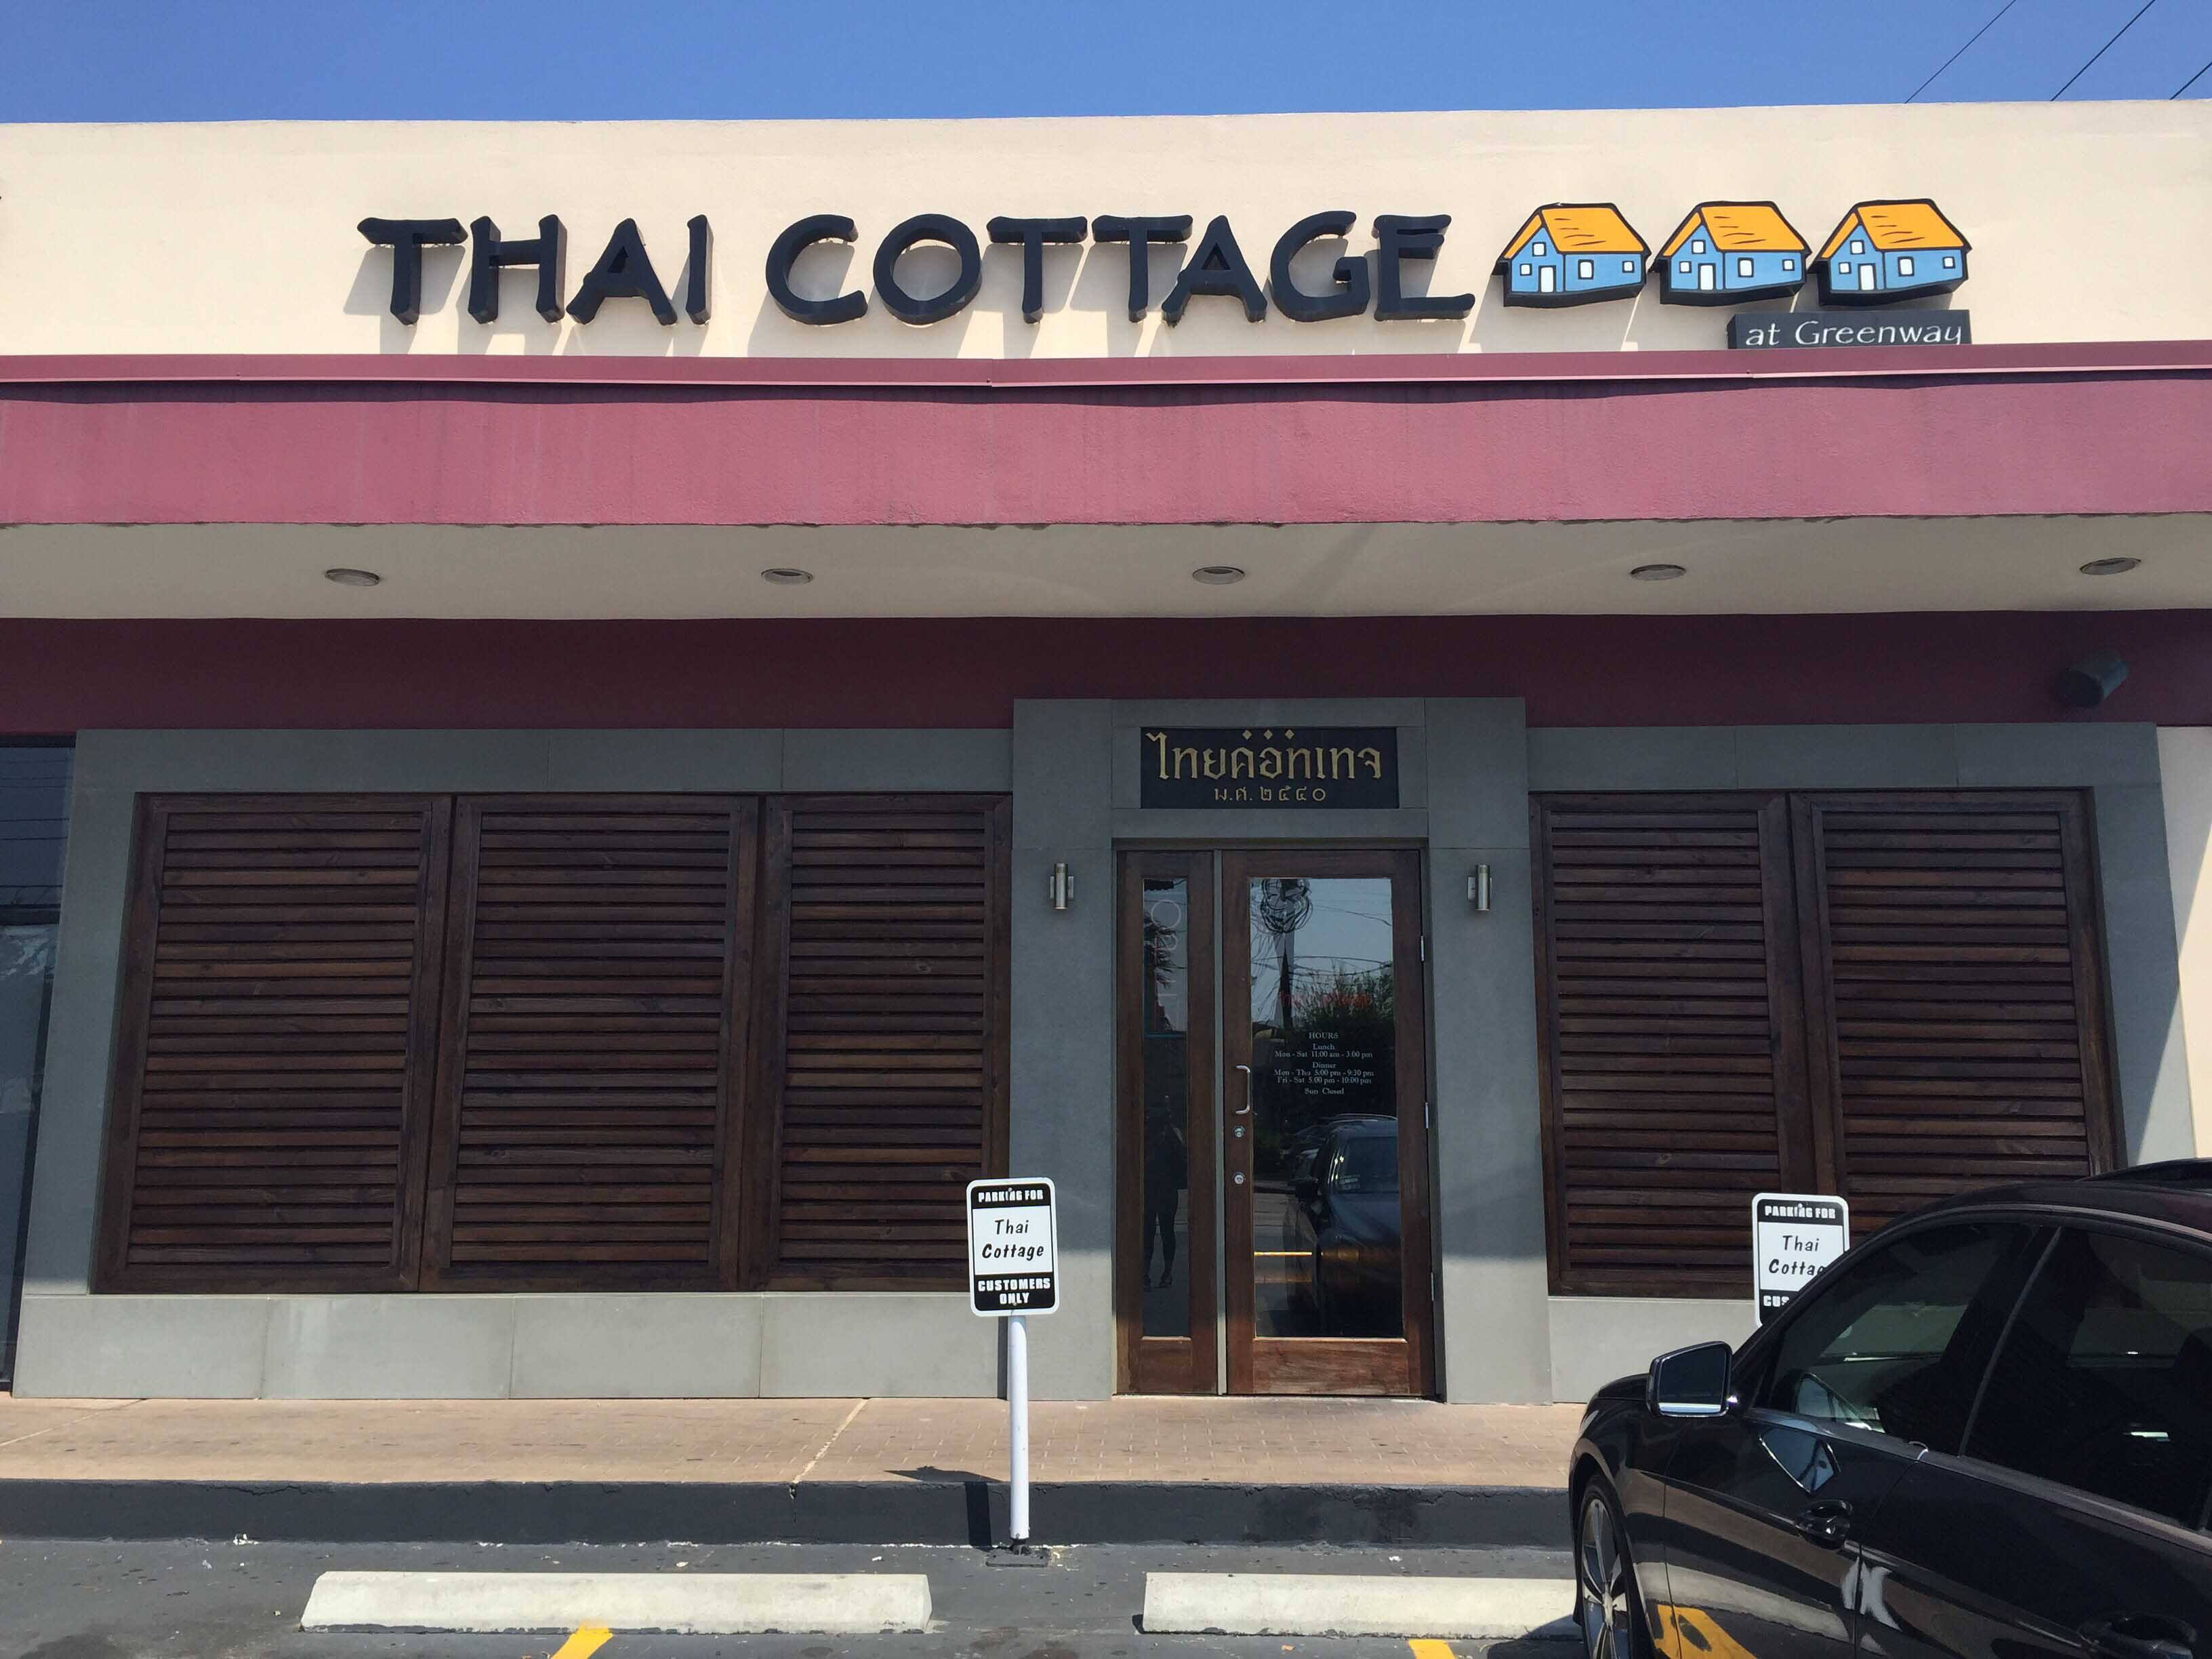 THAI COTTAGE
at Greenway
ไทยค๋อ๋ท๋เทจ
พ.ศ. ๒๕๔๐
HOURS
Lunch
Mon - Sat 11:00 am - 3:00 pm
Dinner
Mon - Thu 5:00 pm - 9:30 pm
Fri - Sat 5:00 pm - 10:00 pm
Sun Closed
PARKING FOR
Thai
Cottage
CUSTOMERS
ONLY
PARKING FOR
Thai